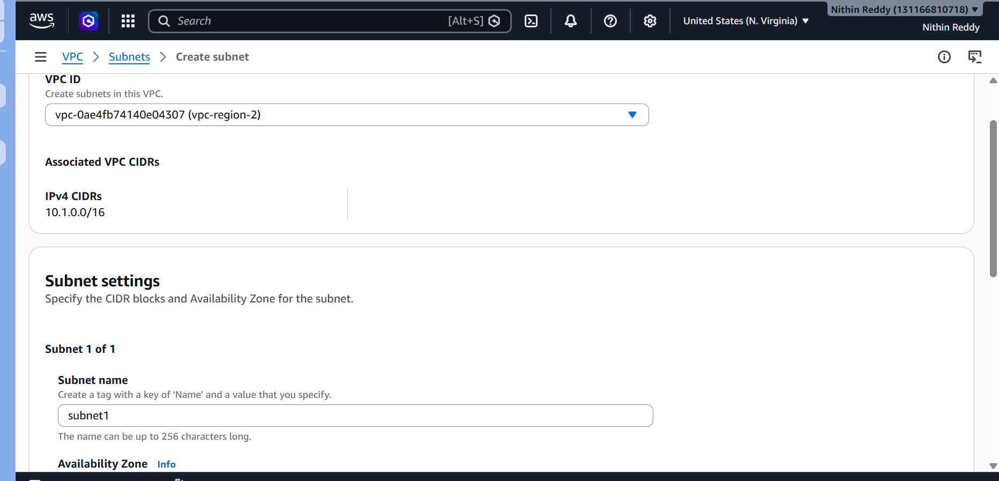 aws
Search [Alt+S]
United States (N. Virginia)
Nithin Reddy (131166810718)
Nithin Reddy
VPC > Subnets > Create subnet
VPC ID
Create subnets in this VPC.
vpc-0ae4fb74140e04307 (vpc-region-2)
Associated VPC CIDRs
IPv4 CIDRs
10.1.0.0/16
Subnet settings
Specify the CIDR blocks and Availability Zone for the subnet.
Subnet 1 of 1
Subnet name
Create a tag with a key of 'Name' and a value that you specify.
subnet1
The name can be up to 256 characters long.
Availability Zone Info